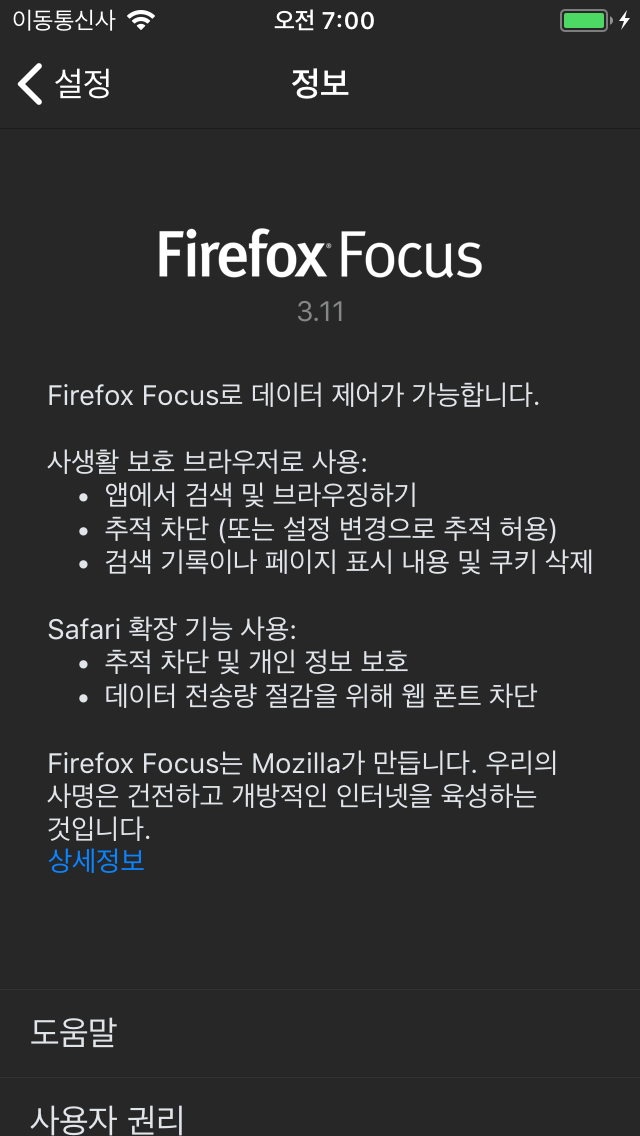 이동통신사 오전 7:00
설정 정보
Firefox Focus
3.11
Firefox Focus로 데이터 제어가 가능합니다.
사생활 보호 브라우저로 사용:
• 앱에서 검색 및 브라우징하기
• 추적 차단 (또는 설정 변경으로 추적 허용)
• 검색 기록이나 페이지 표시 내용 및 쿠키 삭제
Safari 확장 기능 사용:
• 추적 차단 및 개인 정보 보호
• 데이터 전송량 절감을 위해 웹 폰트 차단
Firefox Focus는 Mozilla가 만듭니다. 우리의
사명은 건전하고 개방적인 인터넷을 육성하는
것입니다.
상세정보
도움말
사용자 권리